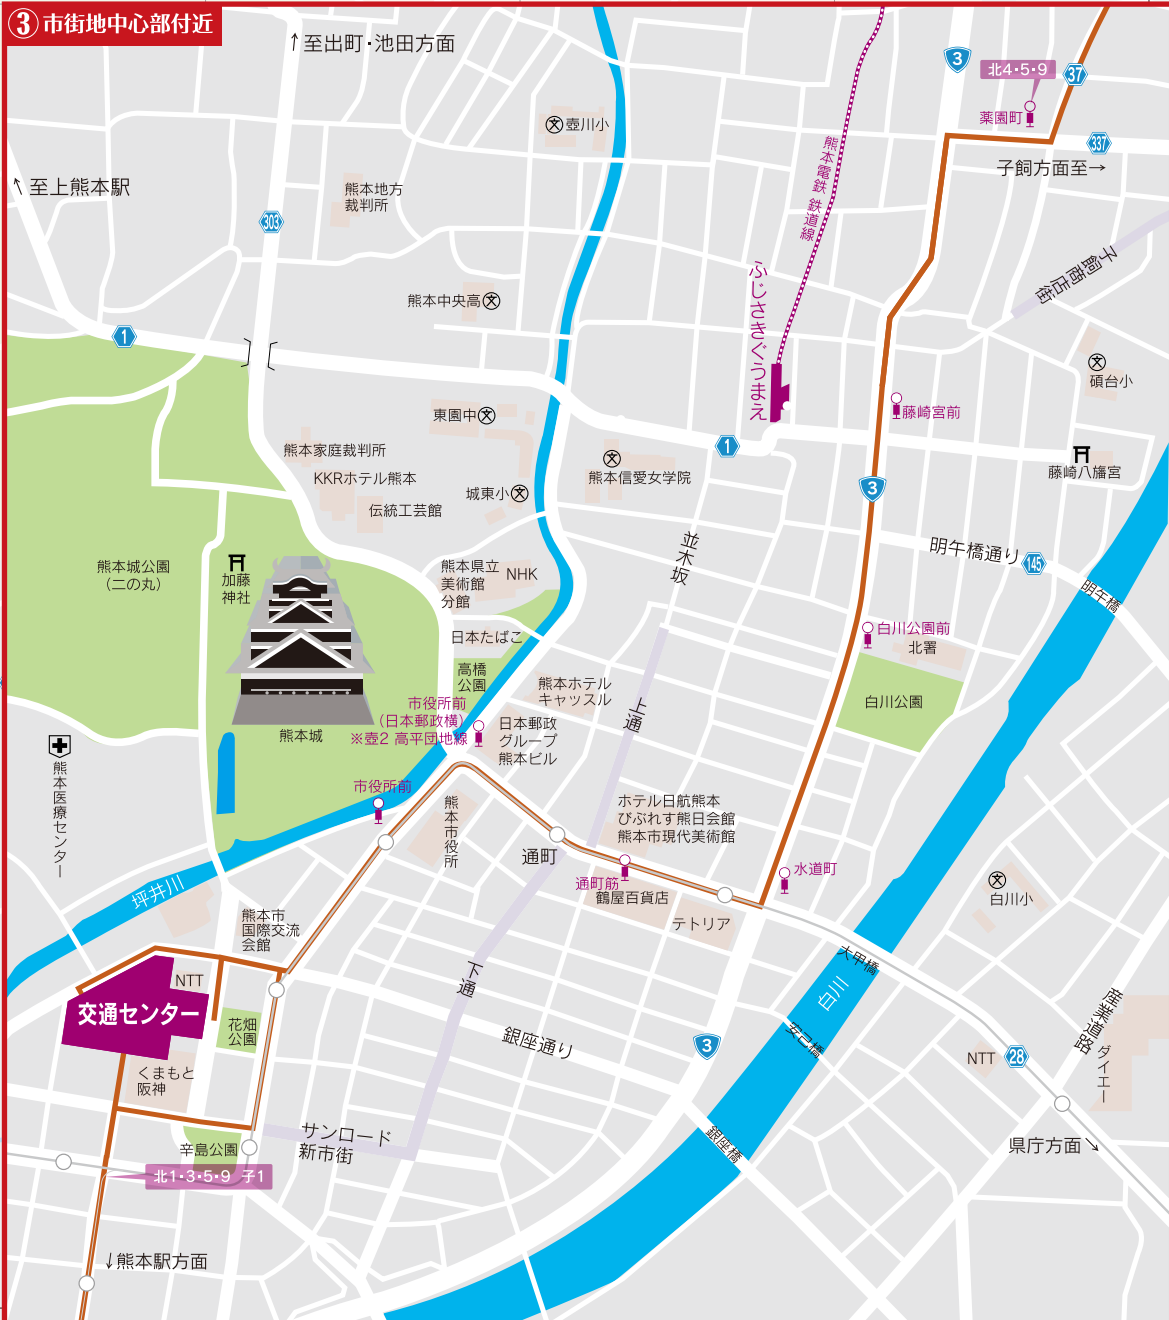 ③ 市街地中心部付近
↑至出町・池田方面
3
北4・5・9
37
薬園町
337
子飼方面至→
壺川小
熊本電鉄 鉄道線
↑至上熊本駅
熊本地方
裁判所
303
子飼商店街
ふじさきぐうまえ
熊本中央高
1
碩台小
東園中
藤崎宮前
熊本家庭裁判所
KKRホテル熊本
伝統工芸館
城東小
熊本信愛女学院
1
3
藤崎八旛宮
並木坂
明午橋通り
145
明午橋
熊本城公園
(二の丸)
加藤
神社
熊本県立
美術館
分館
NHK
日本たばこ
高橋
公園
白川公園前
北署
白川公園
熊本ホテル
キャッスル
上通
市役所前
(日本郵政横)
※壺2 高平団地線
日本郵政
グループ
熊本ビル
熊本城
熊本医療センター
市役所前
熊本市役所
通町
ホテル日航熊本
びぷれす熊日会館
熊本市現代美術館
通町筋
鶴屋百貨店
テトリア
水道町
白川小
坪井川
熊本市
国際交流
会館
大甲橋
白川
下通
NTT
交通センター
花畑
公園
銀座通り
3
安己橋
産業道路
ダイエー
NTT
28
くまもと
阪神
サンロード
新市街
辛島公園
銀座橋
県庁方面→
北1・3・5・9 子1
↓熊本駅方面